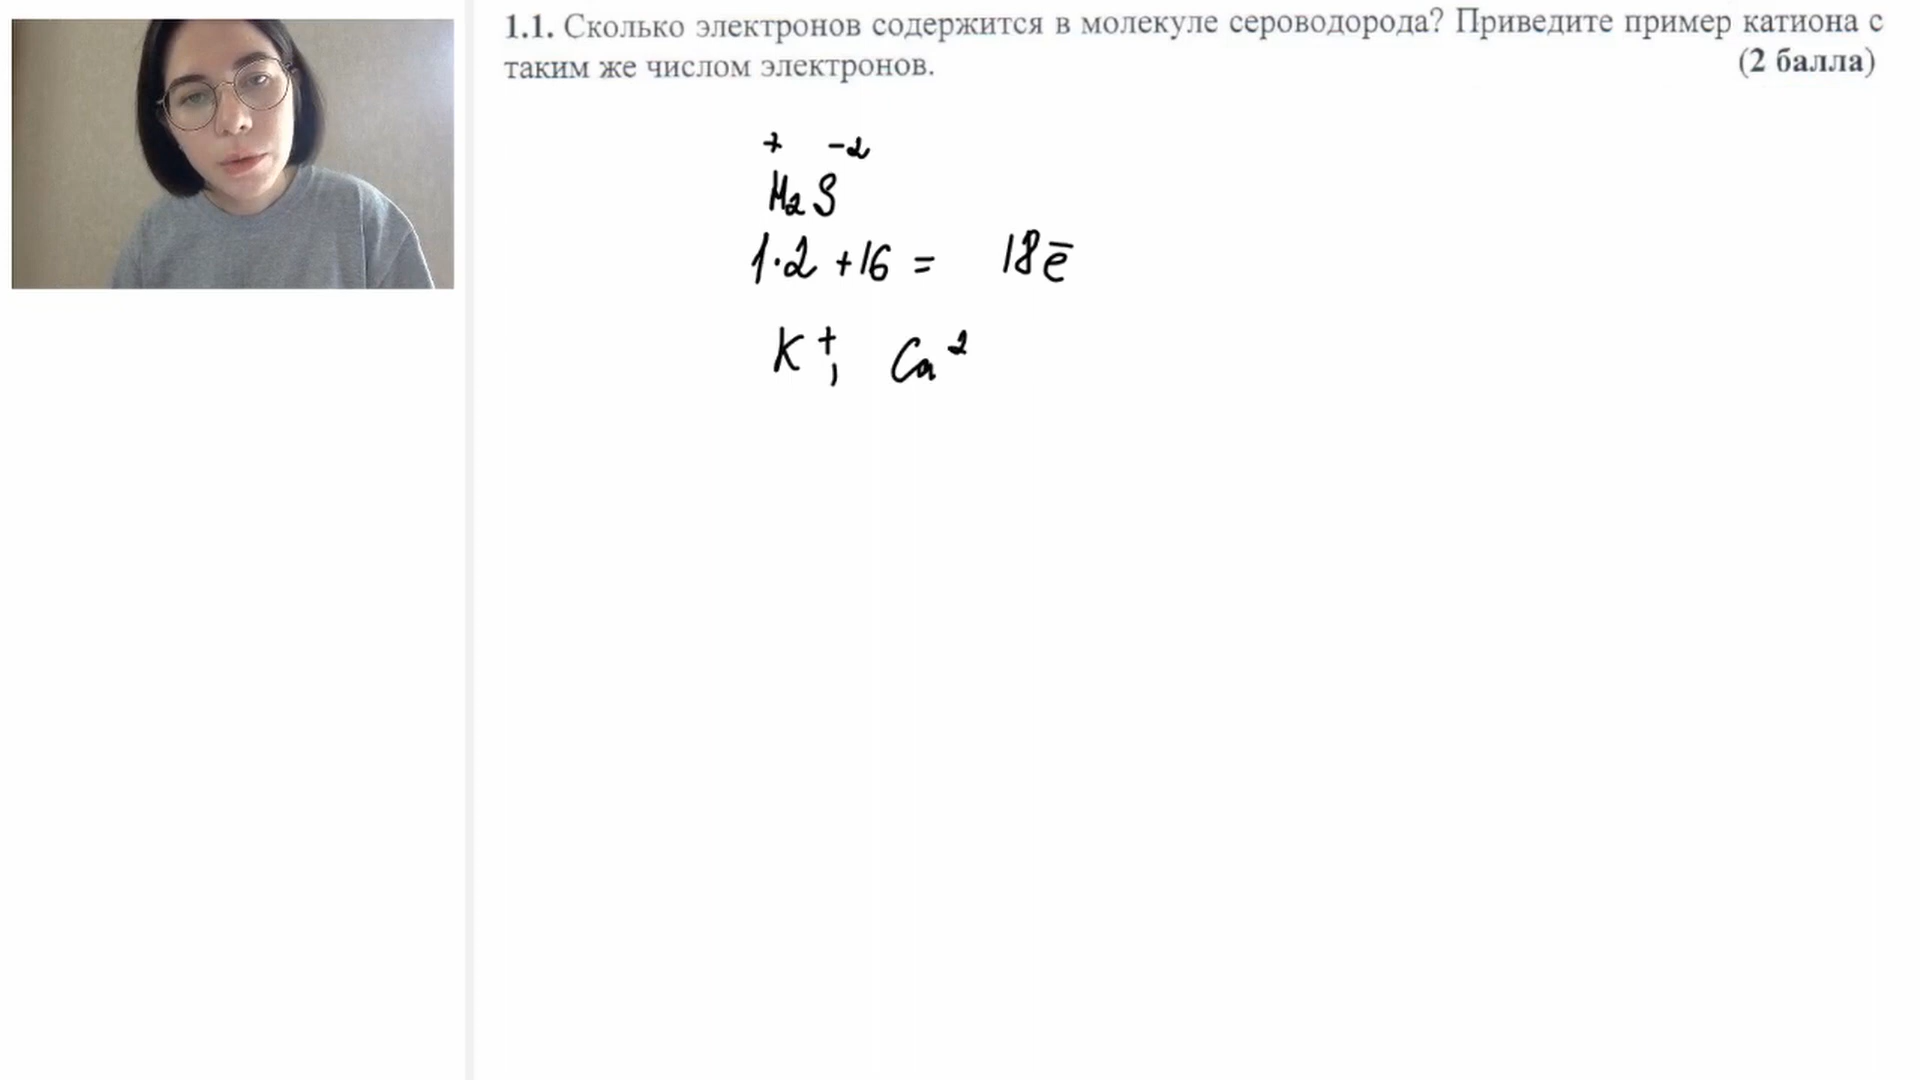 1.1. Сколько электронов содержится в молекуле сероводорода? Приведите пример катиона с
таким же числом электронов. (2 балла)
+ -2
H₂S
1·2 + 16 = 18ē
K⁺, Ca²